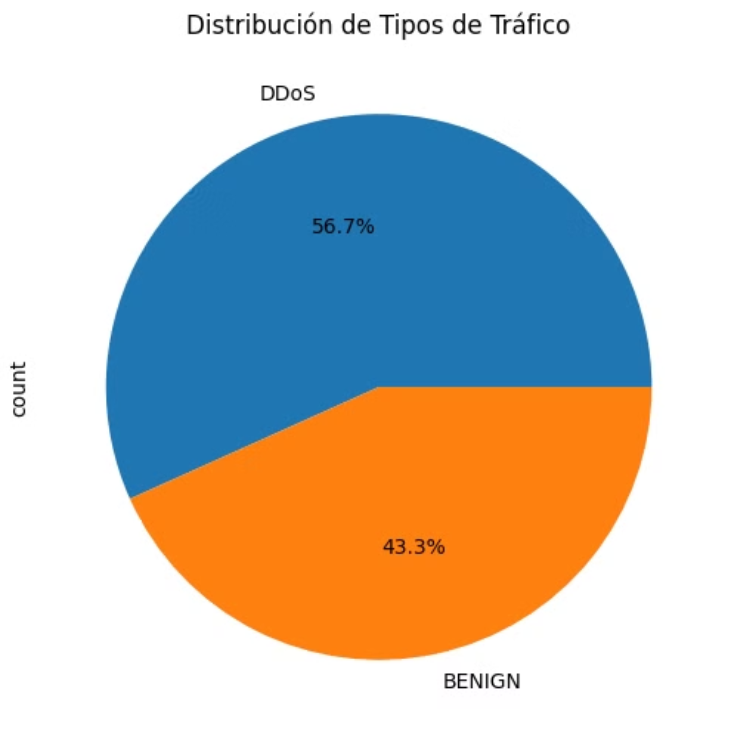 Distribución de Tipos de Tráfico
DDoS
56.7%
count
43.3%
BENIGN